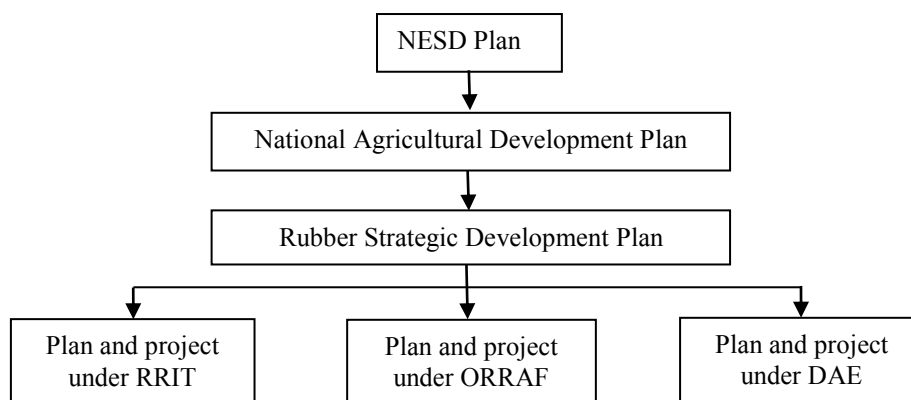 NESD Plan
National Agricultural Development Plan
Rubber Strategic Development Plan
Plan and project
under RRIT
Plan and project
under ORRAF
Plan and project
under DAE